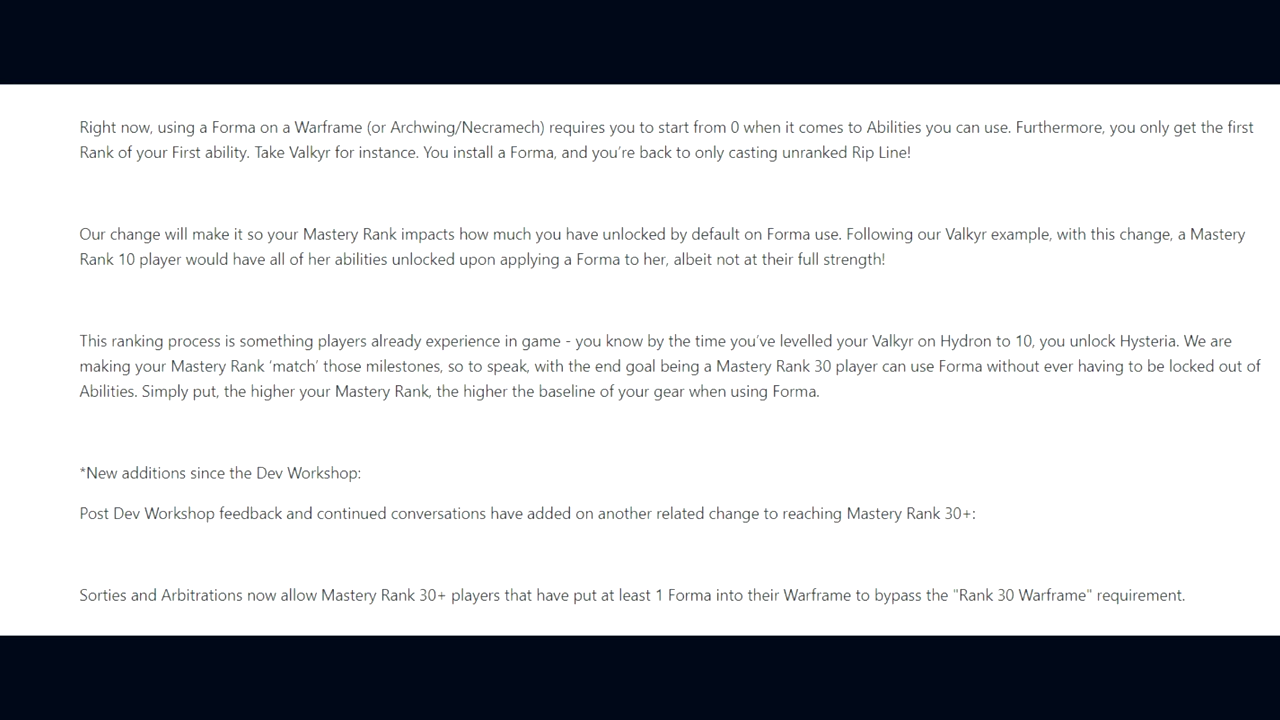 Right now, using a Forma on a Warframe (or Archwing/Necramech) requires you to start from 0 when it comes to Abilities you can use. Furthermore, you only get the first
Rank of your First ability. Take Valkyr for instance. You install a Forma, and you're back to only casting unranked Rip Line!
Our change will make it so your Mastery Rank impacts how much you have unlocked by default on Forma use. Following our Valkyr example, with this change, a Mastery
Rank 10 player would have all of her abilities unlocked upon applying a Forma to her, albeit not at their full strength!
This ranking process is something players already experience in game - you know by the time you've levelled your Valkyr on Hydron to 10, you unlock Hysteria. We are
making your Mastery Rank 'match' those milestones, so to speak, with the end goal being a Mastery Rank 30 player can use Forma without ever having to be locked out of
Abilities. Simply put, the higher your Mastery Rank, the higher the baseline of your gear when using Forma.
*New additions since the Dev Workshop:
Post Dev Workshop feedback and continued conversations have added on another related change to reaching Mastery Rank 30+:
Sorties and Arbitrations now allow Mastery Rank 30+ players that have put at least 1 Forma into their Warframe to bypass the "Rank 30 Warframe" requirement.